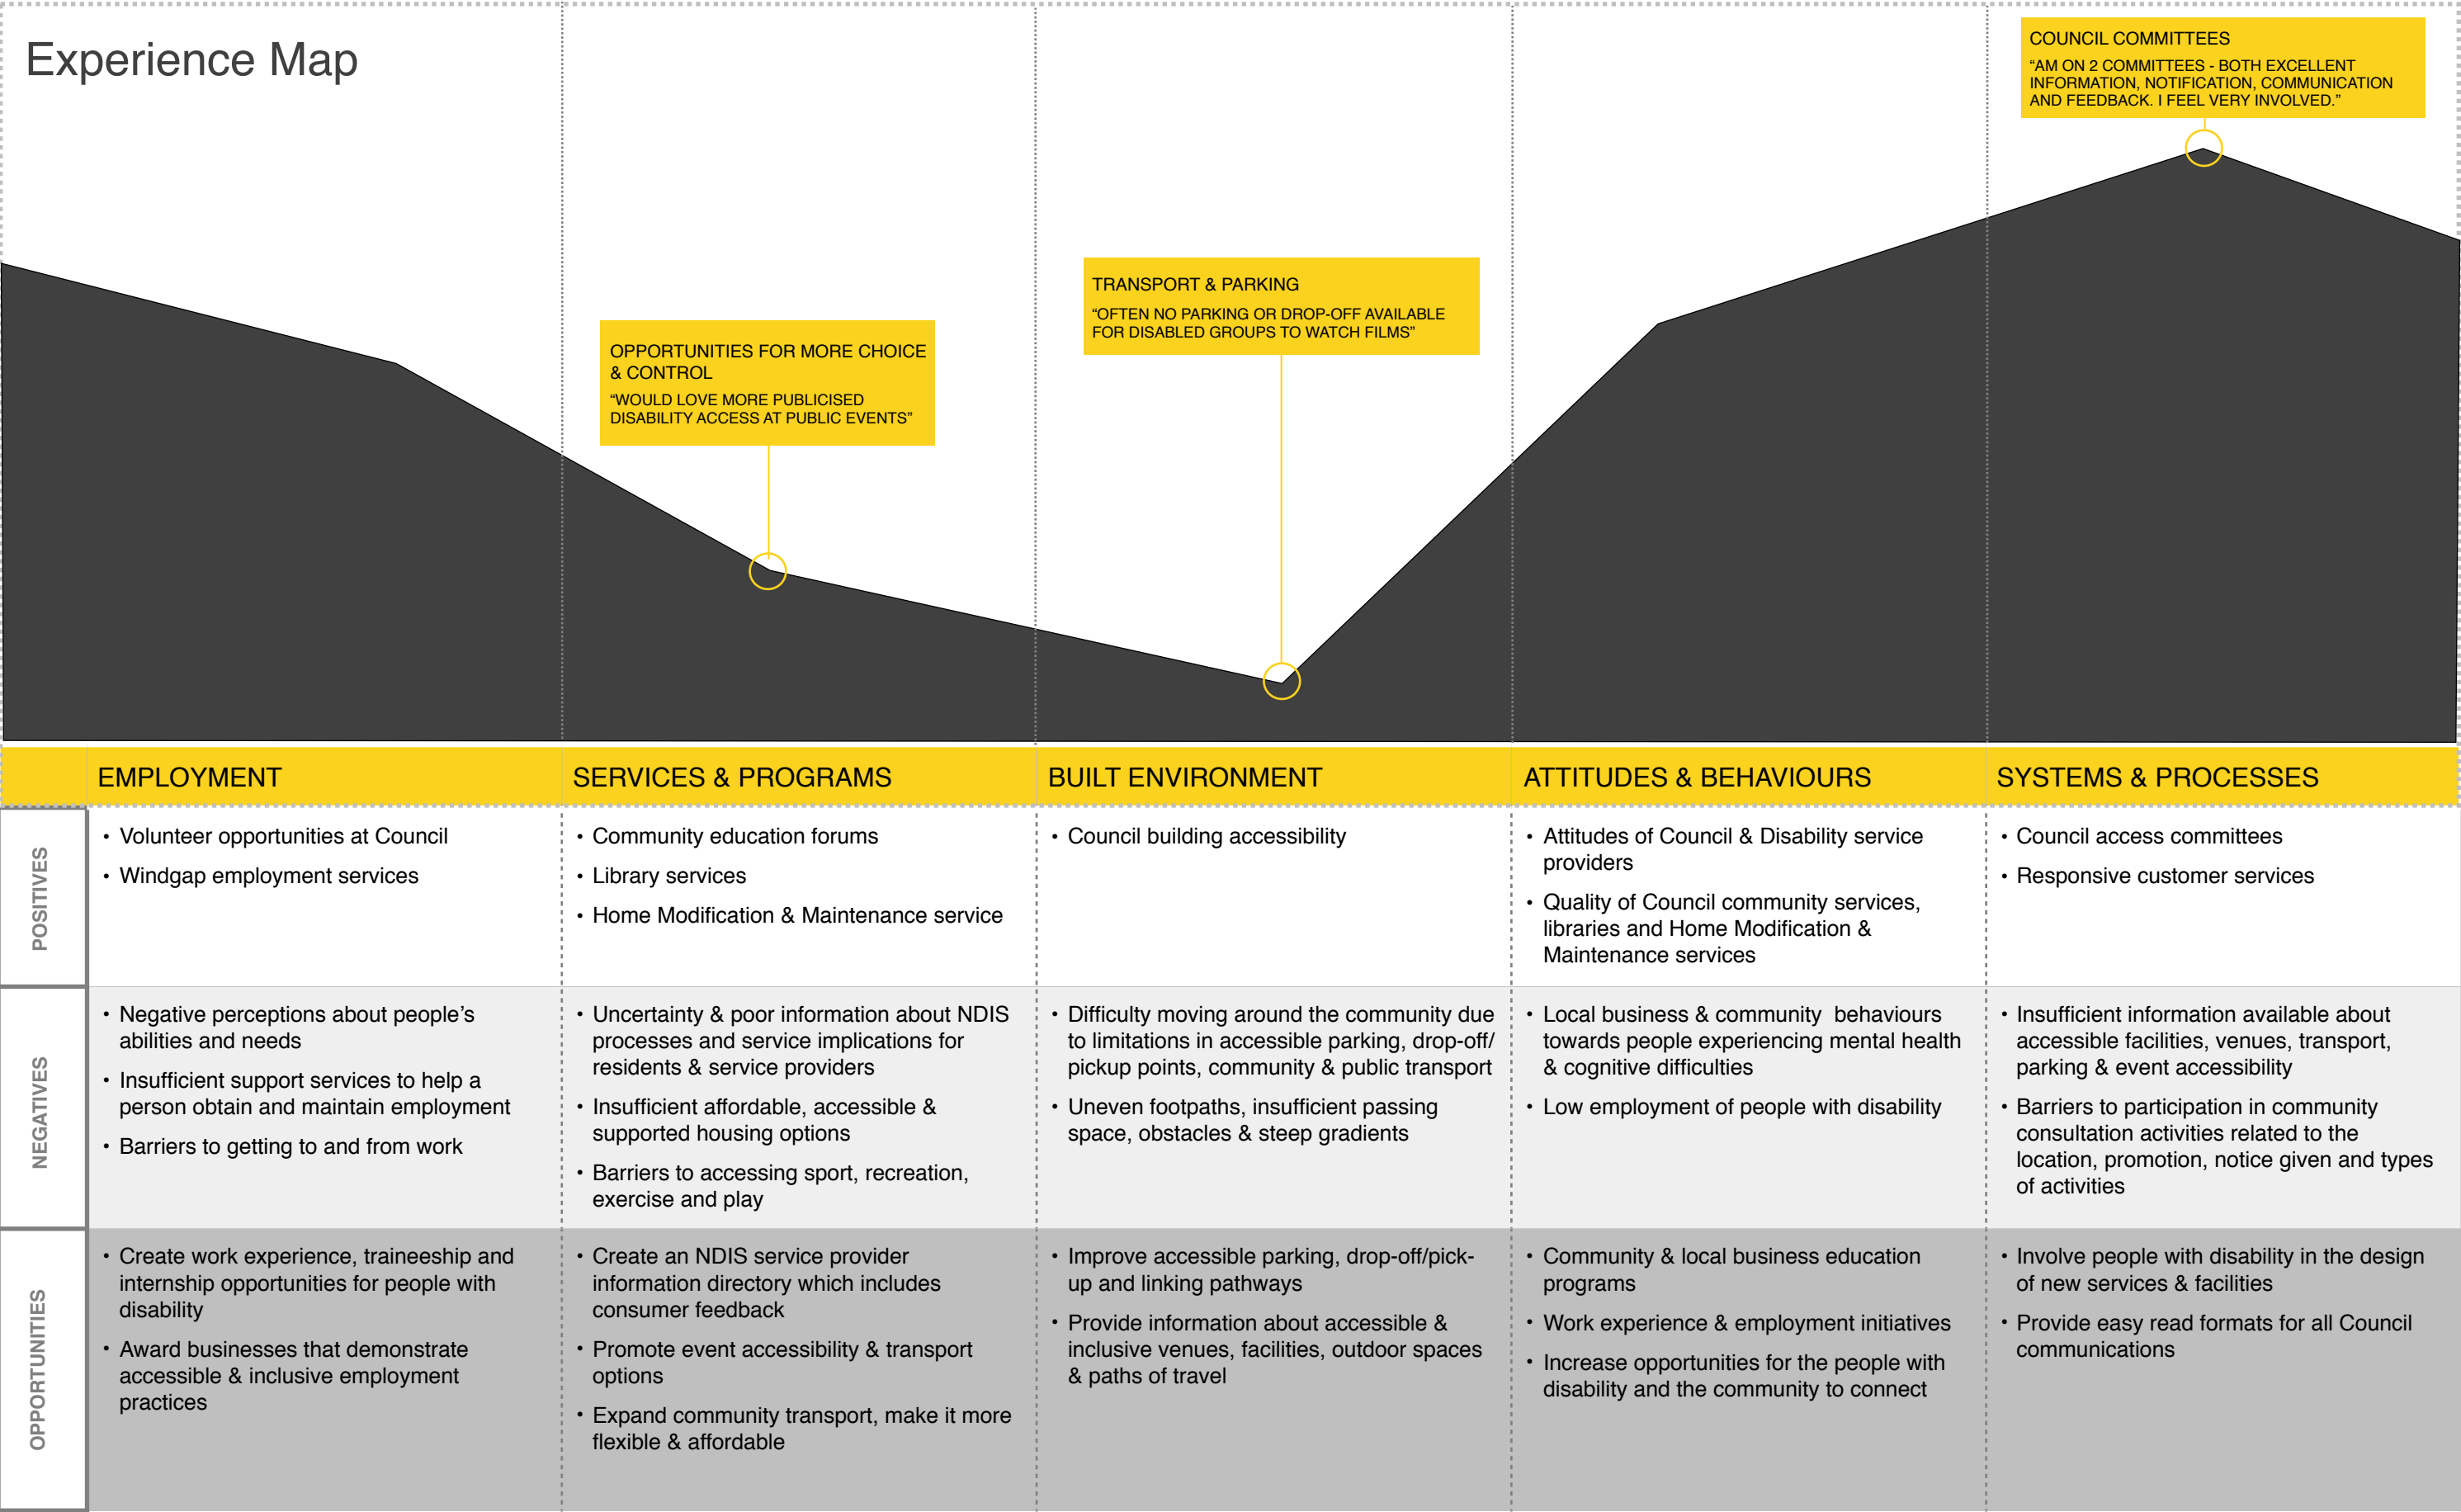 Experience Map
COUNCIL COMMITTEES
“AM ON 2 COMMITTEES - BOTH EXCELLENT
INFORMATION, NOTIFICATION, COMMUNICATION
AND FEEDBACK. I FEEL VERY INVOLVED.”
TRANSPORT & PARKING
“OFTEN NO PARKING OR DROP-OFF AVAILABLE
FOR DISABLED GROUPS TO WATCH FILMS”
OPPORTUNITIES FOR MORE CHOICE
& CONTROL
“WOULD LOVE MORE PUBLICISED
DISABILITY ACCESS AT PUBLIC EVENTS”
EMPLOYMENT
SERVICES & PROGRAMS
BUILT ENVIRONMENT
ATTITUDES & BEHAVIOURS
SYSTEMS & PROCESSES
POSITIVES
• Volunteer opportunities at Council
• Windgap employment services
• Community education forums
• Library services
• Home Modification & Maintenance service
• Council building accessibility
• Attitudes of Council & Disability service
providers
• Quality of Council community services,
libraries and Home Modification &
Maintenance services
• Council access committees
• Responsive customer services
NEGATIVES
• Negative perceptions about people’s
abilities and needs
• Insufficient support services to help a
person obtain and maintain employment
• Barriers to getting to and from work
• Uncertainty & poor information about NDIS
processes and service implications for
residents & service providers
• Insufficient affordable, accessible &
supported housing options
• Barriers to accessing sport, recreation,
exercise and play
• Difficulty moving around the community due
to limitations in accessible parking, drop-off/
pickup points, community & public transport
• Uneven footpaths, insufficient passing
space, obstacles & steep gradients
• Local business & community behaviours
towards people experiencing mental health
& cognitive difficulties
• Low employment of people with disability
• Insufficient information available about
accessible facilities, venues, transport,
parking & event accessibility
• Barriers to participation in community
consultation activities related to the
location, promotion, notice given and types
of activities
OPPORTUNITIES
• Create work experience, traineeship and
internship opportunities for people with
disability
• Award businesses that demonstrate
accessible & inclusive employment
practices
• Create an NDIS service provider
information directory which includes
consumer feedback
• Promote event accessibility & transport
options
• Expand community transport, make it more
flexible & affordable
• Improve accessible parking, drop-off/pick-
up and linking pathways
• Provide information about accessible &
inclusive venues, facilities, outdoor spaces
& paths of travel
• Community & local business education
programs
• Work experience & employment initiatives
• Increase opportunities for the people with
disability and the community to connect
• Involve people with disability in the design
of new services & facilities
• Provide easy read formats for all Council
communications